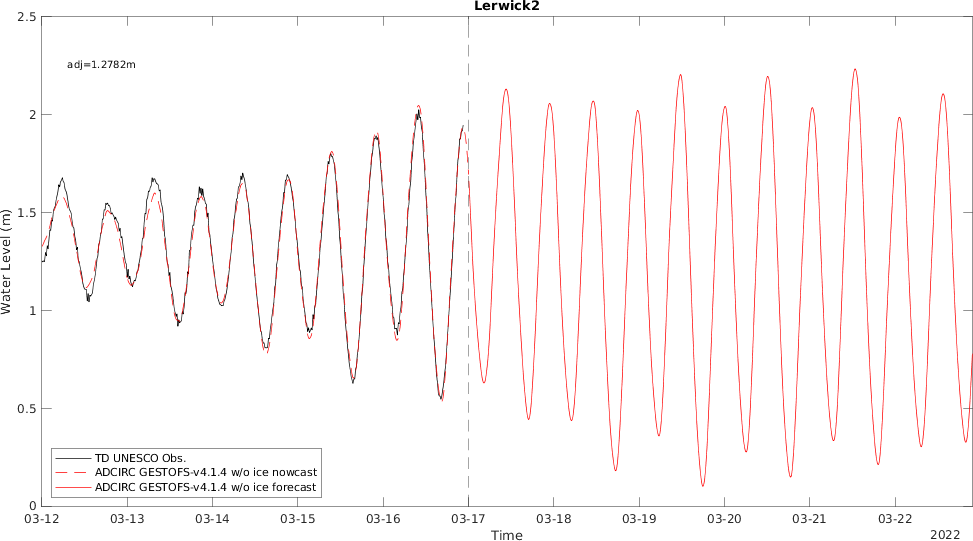 Lerwick2
2.5
2
1.5
1
0.5
0
Water Level (m)
adj=1.2782m
TD UNESCO Obs.
ADCIRC GESTOFS-v4.1.4 w/o ice nowcast
ADCIRC GESTOFS-v4.1.4 w/o ice forecast
03-12 03-13 03-14 03-15 03-16 03-17 03-18 03-19 03-20 03-21 03-22
Time
2022